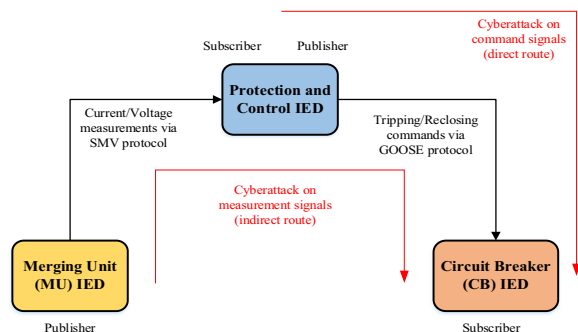 Cyberattack on
command signals
(direct route)
Subscriber
Publisher
Protection and
Control IED
Current/Voltage
measurements via
SMV protocol
Tripping/Reclosing
commands via
GOOSE protocol
Cyberattack on
measurement signals
(indirect route)
Merging Unit
(MU) IED
Circuit Breaker
(CB) IED
Publisher
Subscriber